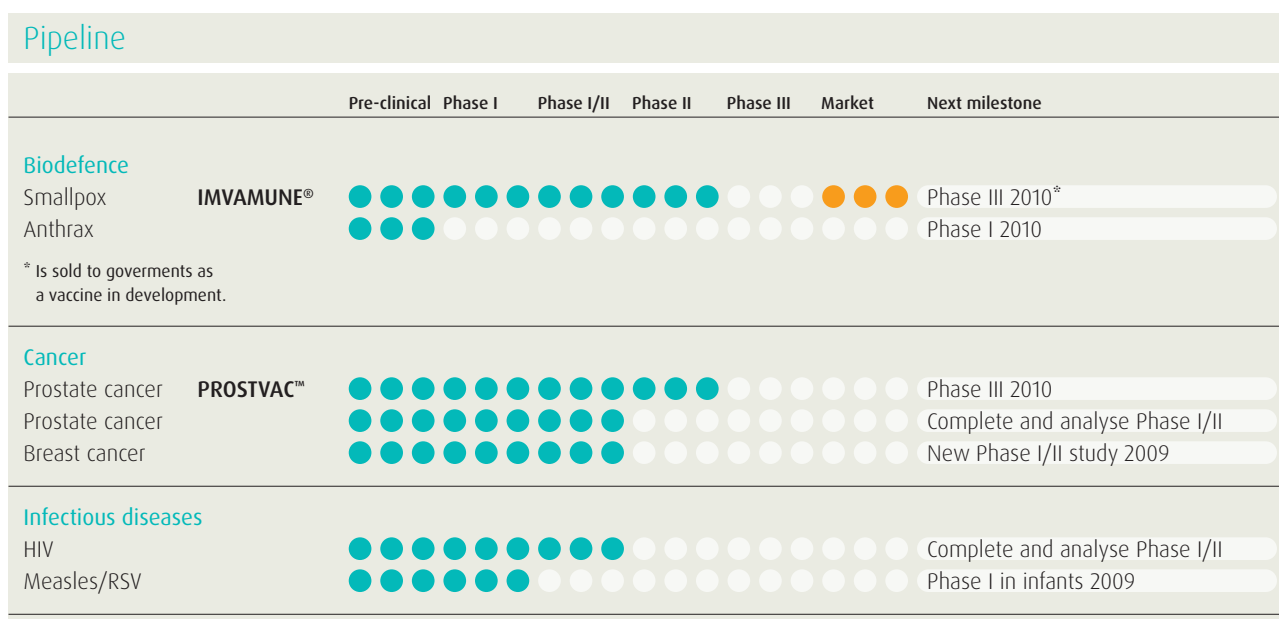 Pipeline
Pre-clinical Phase I Phase I/II Phase II Phase III Market Next milestone
Biodefence
Smallpox IMVAMUNE® Phase III 2010*
Anthrax Phase I 2010
* Is sold to goverments as
a vaccine in development.
Cancer
Prostate cancer PROSTVAC™ Phase III 2010
Prostate cancer Complete and analyse Phase I/II
Breast cancer New Phase I/II study 2009
Infectious diseases
HIV Complete and analyse Phase I/II
Measles/RSV Phase I in infants 2009